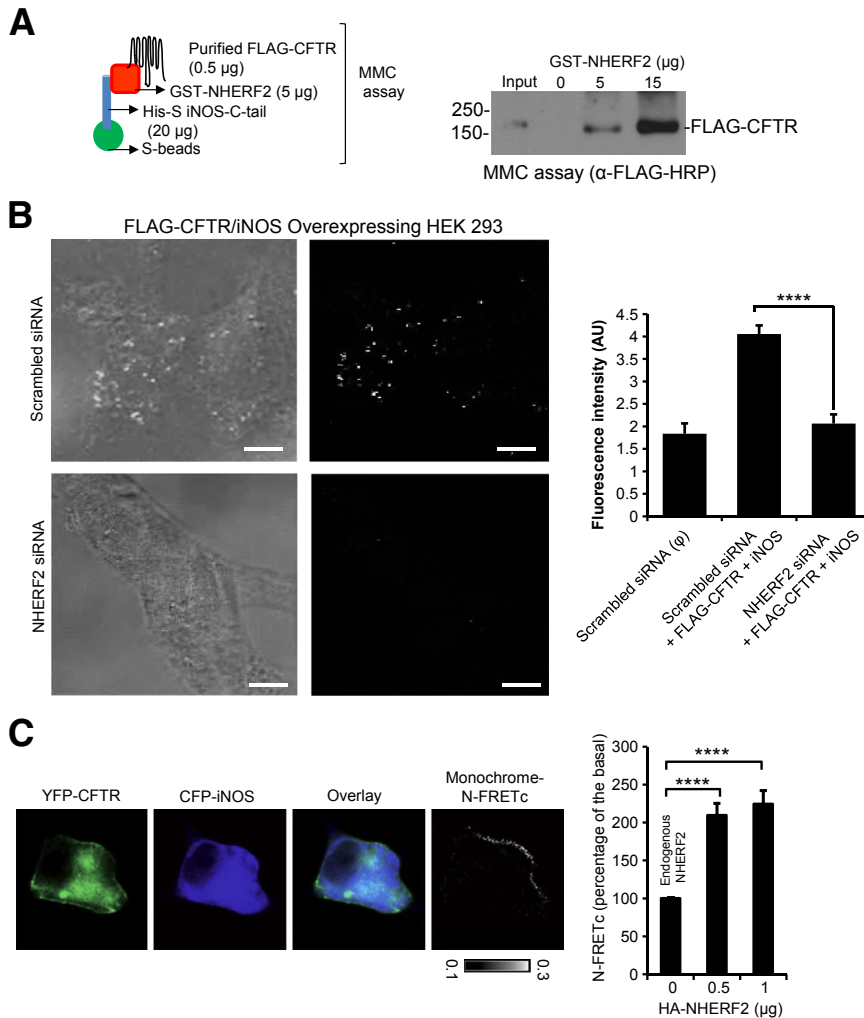 A
Purified FLAG-CFTR
(0.5 µg)
GST-NHERF2 (5 µg)
His-S iNOS-C-tail
(20 µg)
S-beads
MMC
assay
GST-NHERF2 (µg)
Input 0 5 15
250-
150-
-FLAG-CFTR
MMC assay (α-FLAG-HRP)
B
FLAG-CFTR/iNOS Overexpressing HEK 293
Scrambled siRNA
NHERF2 siRNA
Fluorescence intensity (AU)
4.5
4
3.5
3
2.5
2
1.5
1
0.5
0
****
Scrambled siRNA (φ)
Scrambled siRNA
+ FLAG-CFTR + iNOS
NHERF2 siRNA
+ FLAG-CFTR + iNOS
C
YFP-CFTR
CFP-iNOS
Overlay
Monochrome-
N-FRETc
0.1
0.3
N-FRETc (percentage of the basal)
300
250
200
150
100
50
0
****
****
Endogenous
NHERF2
0 0.5 1
HA-NHERF2 (µg)